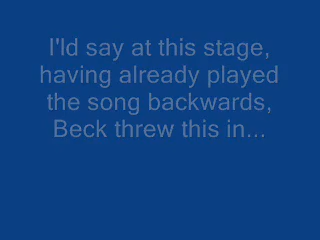 I'ld say at this stage,
having already played
the song backwards,
Beck threw this in...